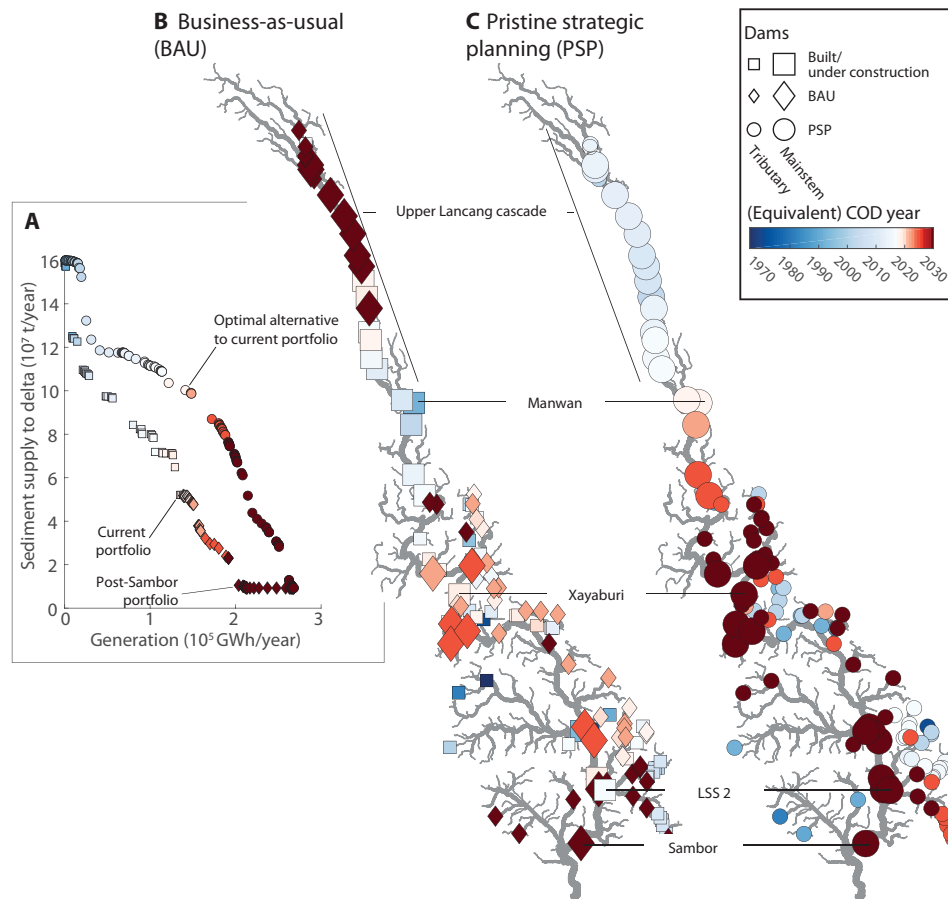 B Business-as-usual
(BAU)
C Pristine strategic
planning (PSP)
Dams
Built/
under construction
BAU
PSP
Tributary
Mainstem
(Equivalent) COD year
1970
1980
1990
2000
2010
2020
2030
Upper Lancang cascade
A
16
14
12
10
8
6
4
2
0
Sediment supply to delta (10⁷ t/year)
Optimal alternative
to current portfolio
Current
portfolio
Post-Sambor
portfolio
0 1 2 3
Generation (10⁵ GWh/year)
Manwan
Xayaburi
LSS 2
Sambor